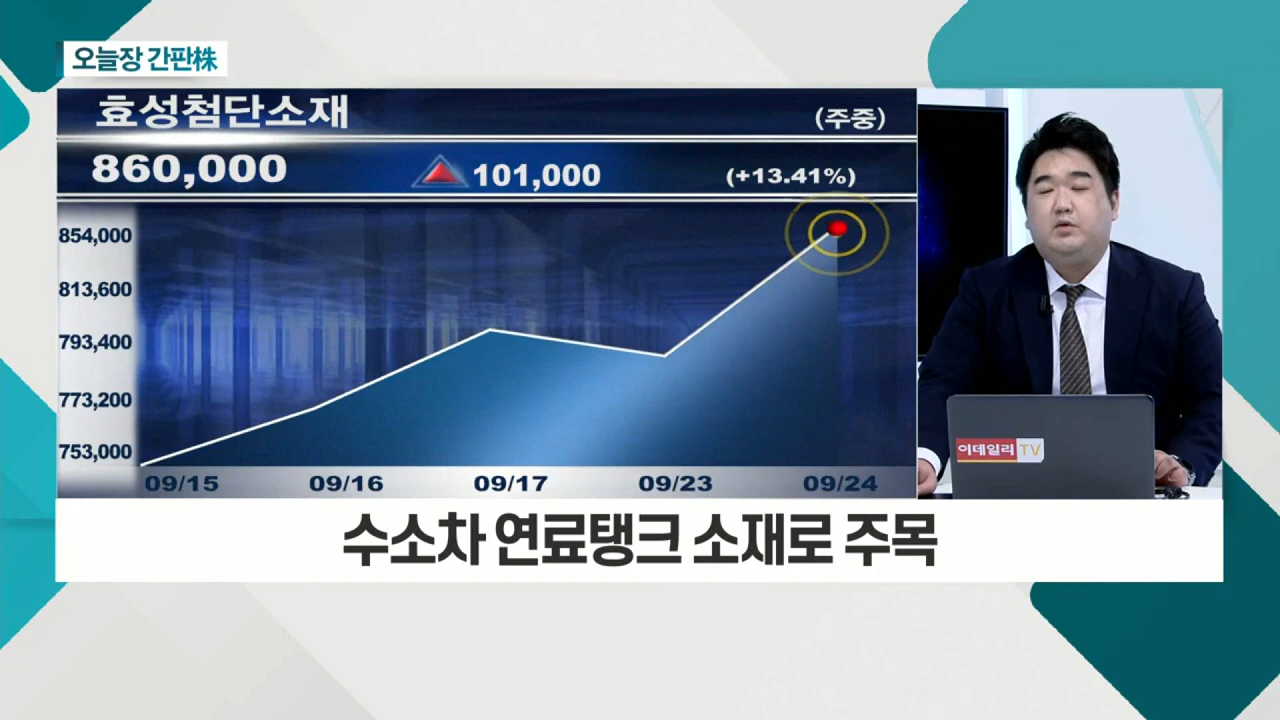 오늘장 간판株
효성첨단소재 (주중)
860,000 101,000 (+13.41%)
854,000
813,600
793,400
773,200
753,000
09/15 09/16 09/17 09/23 09/24
이데일리TV
수소차 연료탱크 소재로 주목